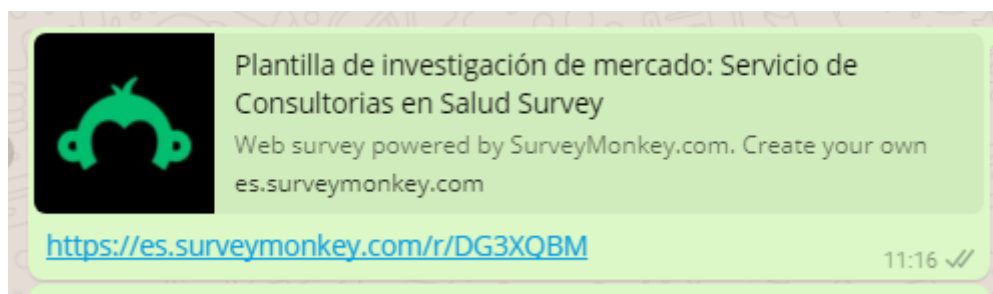 Plantilla de investigación de mercado: Servicio de
Consultorias en Salud Survey
Web survey powered by SurveyMonkey.com. Create your own
es.surveymonkey.com
https://es.surveymonkey.com/r/DG3XQBM
11:16